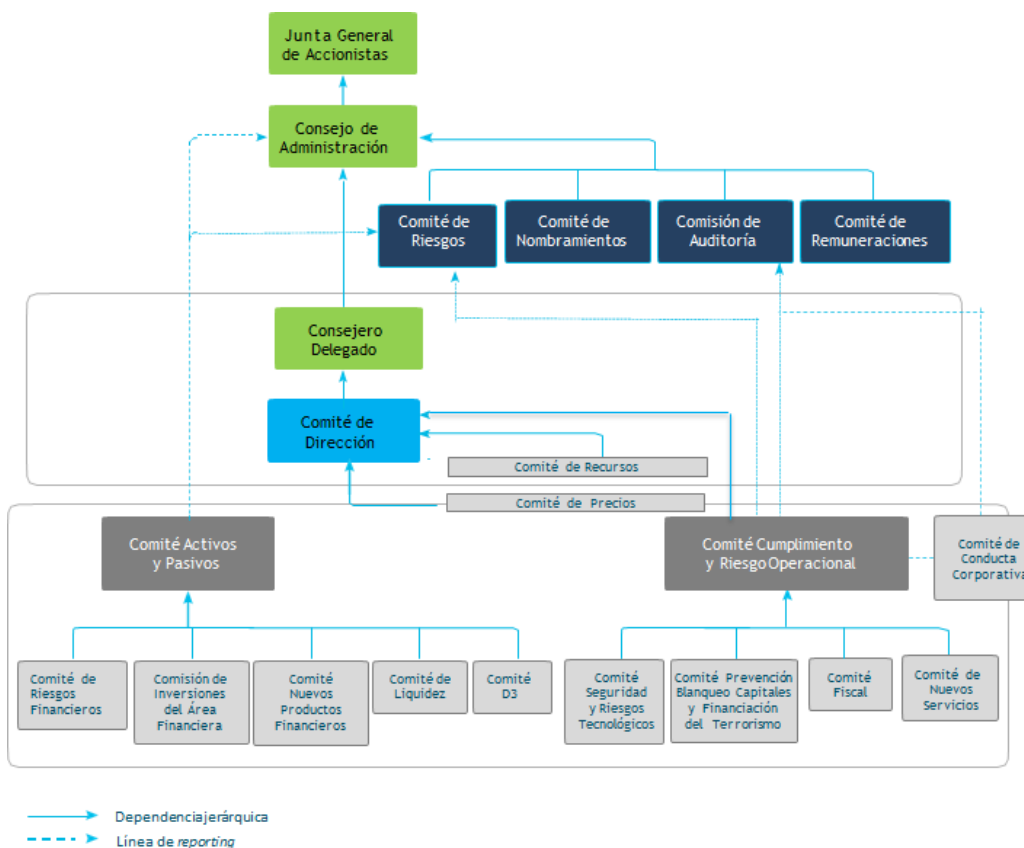 Junta General
de Accionistas
Consejo de
Administración
Comité de
Riesgos
Comité de
Nombramientos
Comisión de
Auditoría
Comité de
Remuneraciones
Consejero
Delegado
Comité de
Dirección
Comité de Recursos
Comité de Precios
Comité Activos
y Pasivos
Comité Cumplimiento
y Riesgo Operacional
Comité de
Conducta
Corporativa
Comité de
Riesgos
Financieros
Comisión de
Inversiones
del Área
Financiera
Comité
Nuevos
Productos
Financieros
Comité de
Liquidez
Comité
D3
Comité
Seguridad
y Riesgos
Tecnológicos
Comité Prevención
Blanqueo Capitales
y Financiación
del Terrorismo
Comité
Fiscal
Comité de
Nuevos
Servicios
Dependencia jerárquica
Línea de reporting